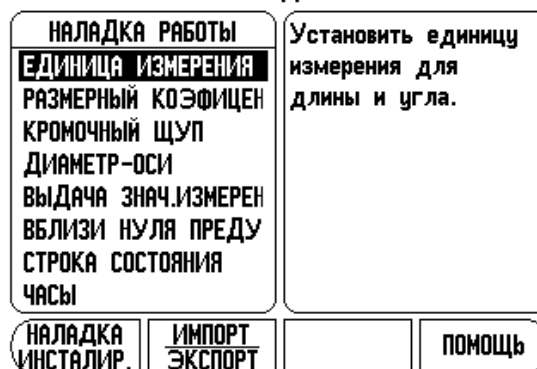 НАЛАДКА РАБОТЫ
ЕДИНИЦА ИЗМЕРЕНИЯ
РАЗМЕРНЫЙ КОЭФИЦЕН
КРОМОЧНЫЙ ЩУП
ДИАМЕТР-ОСИ
ВЫДАЧА ЗНАЧ.ИЗМЕРЕН
ВБЛИЗИ НУЛЯ ПРЕДУ
СТРОКА СОСТОЯНИЯ
ЧАСЫ
Установить единицу
измерения для
длины и угла.
НАЛАДКА
ИНСТАЛИР.
ИМПОРТ
ЭКСПОРТ
ПОМОЩЬ